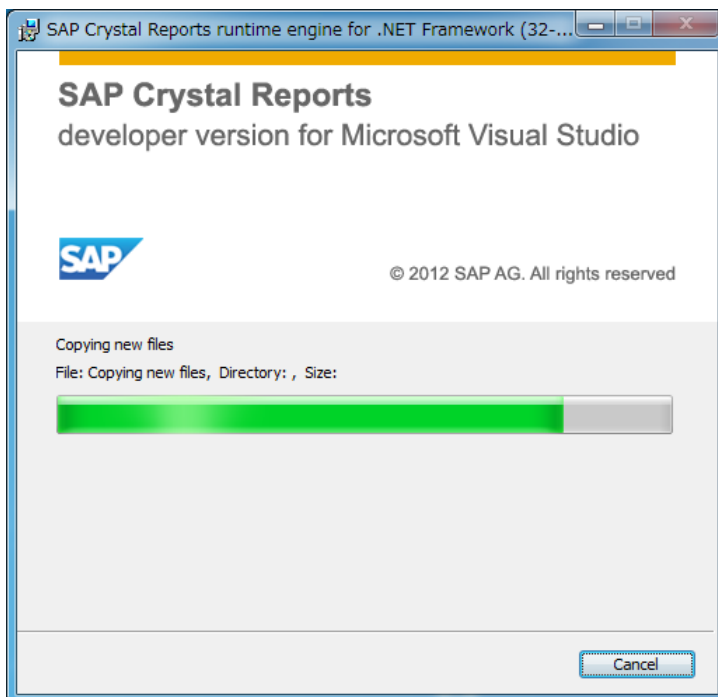 SAP Crystal Reports runtime engine for .NET Framework (32-...
SAP Crystal Reports
developer version for Microsoft Visual Studio
SAP
© 2012 SAP AG. All rights reserved
Copying new files
File: Copying new files, Directory: , Size:
Cancel